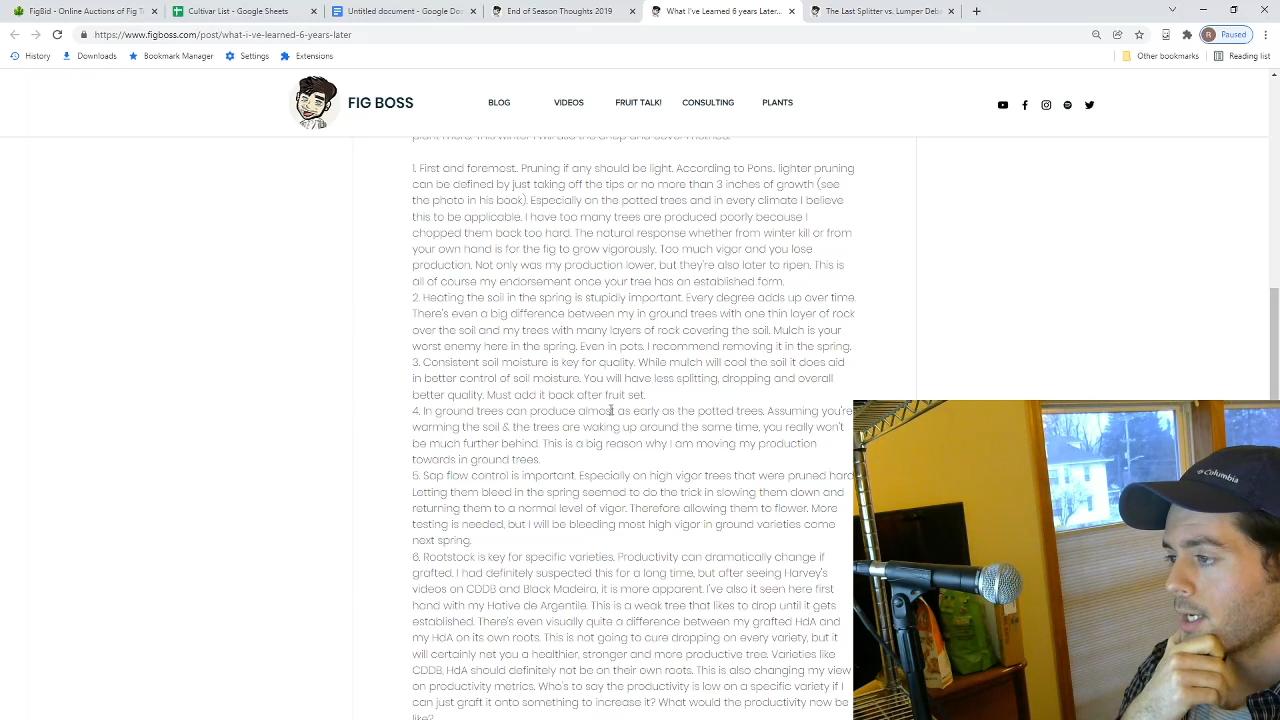 FigBid - Online Auctions of Fig
Cultivar List - Google Sheets
Untitled document - Google Do
End of Season Thoughts 2019
What I've Learned 6 years Later...
The Last Splitter vs. Lumper Deb
https://www.figboss.com/post/what-i-ve-learned-6-years-later
R Paused
History Downloads Bookmark Manager Settings Extensions Other bookmarks Reading list
FIG BOSS
BLOG VIDEOS FRUIT TALK! CONSULTING PLANTS
plant there. This winter I will also the chop and cover method.
1. First and foremost.. Pruning if any should be light. According to Pons.. lighter pruning
can be defined by just taking off the tips or no more than 3 inches of growth (see
the photo in his back). Especially on the potted trees and in every climate I believe
this to be applicable. I have too many trees are produced poorly because I
chopped them back too hard. The natural response whether from winter kill or from
your own hand is for the fig to grow vigorously. Too much vigor and you lose
production. Not only was my production lower, but they're also later to ripen. This is
all of course my endorsement once your tree has an established form.
2. Heating the soil in the spring is stupidly important. Every degree adds up over time.
There's even a big difference between my in ground trees with one thin layer of rock
over the soil and my trees with many layers of rock covering the soil. Mulch is your
worst enemy here in the spring. Even in pots. I recommend removing it in the spring.
3. Consistent soil moisture is key for quality. While mulch will cool the soil it does aid
in better control of soil moisture. You will have less splitting, dropping and overall
better quality. Must add it back after fruit set.
4. In ground trees can produce almost as early as the potted trees. Assuming you're
warming the soil & the trees are waking up around the same time, you really won't
be much further behind. This is a big reason why I am moving my production
towards in ground trees.
5. Sap flow control is important. Especially on high vigor trees that were pruned hard.
Letting them bleed in the spring seemed to do the trick in slowing them down and
returning them to a normal level of vigor. Therefore allowing them to flower. More
testing is needed, but I will be bleeding most high vigor in ground varieties come
next spring.
6. Rootstock is key for specific varieties. Productivity can dramatically change if
grafted. I had definitely suspected this for a long time, but after seeing Harvey's
videos on CDDB and Black Madeira, it is more apparent. I've also it seen here first
hand with my Hative de Argentile. This is a weak tree that likes to drop until it gets
established. There's even visually quite a difference between my grafted HdA and
my HdA on its own roots. This is not going to cure dropping on every variety, but it
will certainly net you a healthier, stronger and more productive tree. Varieties like
CDDB, HdA should definitely not be on their own roots. This is also changing my view
on productivity metrics. Who's to say the productivity is low on a specific variety if I
can just graft it onto something to increase it? What would the productivity now be
like?
Columbia